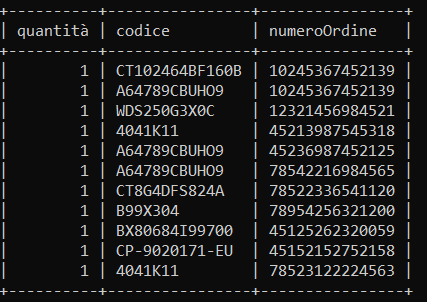 quantità | codice | numeroOrdine
1 | CT102464BF160B | 10245367452139
1 | A64789CBUHO9 | 10245367452139
1 | WDS250G3X0C | 12321456984521
1 | 4041K11 | 45213987545318
1 | A64789CBUHO9 | 45236987452125
1 | A64789CBUHO9 | 78542216984565
1 | CT8G4DFS824A | 78522336541120
1 | B99X304 | 78954256321200
1 | BX80684I99700 | 45125262320059
1 | CP-9020171-EU | 45152152752158
1 | 4041K11 | 78523122224563